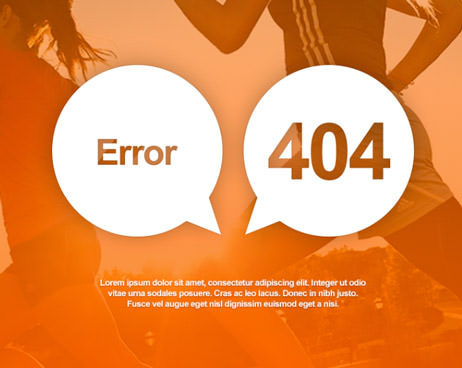 Error
404
Lorem ipsum dolor sit amet, consectetur adipiscing elit. Integer ut odio
vitae urna sodales posuere. Cras ac leo lacus. Donec in nibh justo.
Fusce vel augue eget nisl dignissim euismod eget a nisi.